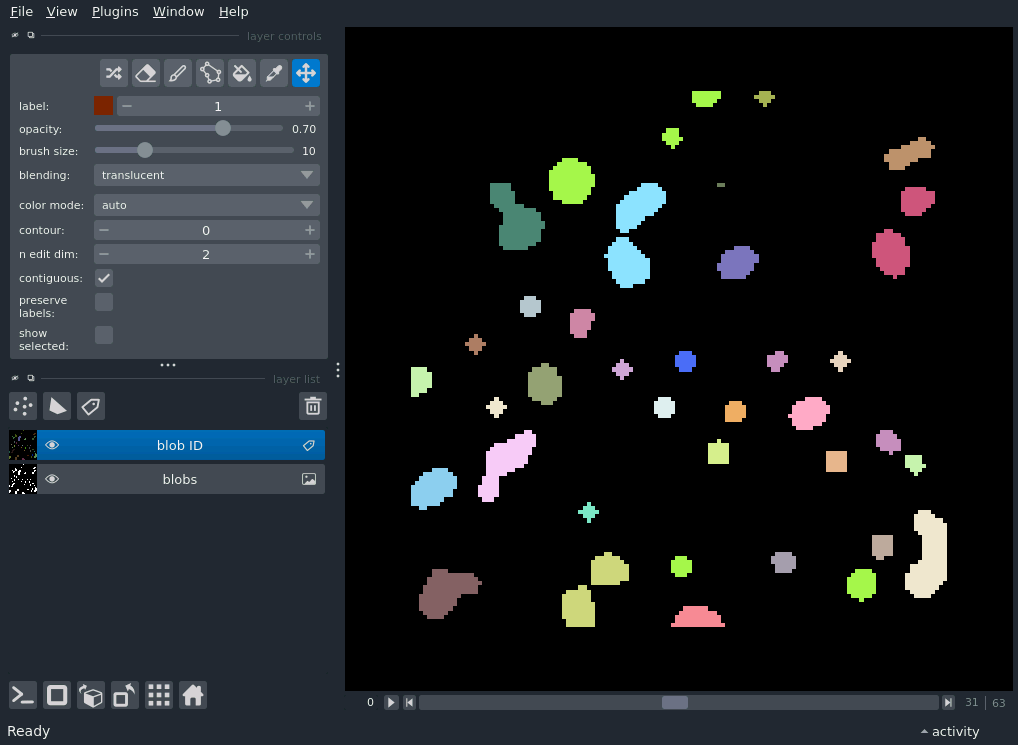 File View Plugins Window Help
layer controls
label: 1
opacity: 0.70
brush size: 10
blending: translucent
color mode: auto
contour: 0
n edit dim: 2
contiguous:
preserve
labels:
show
selected:
layer list
blob ID
blobs
0 31 | 63
Ready activity